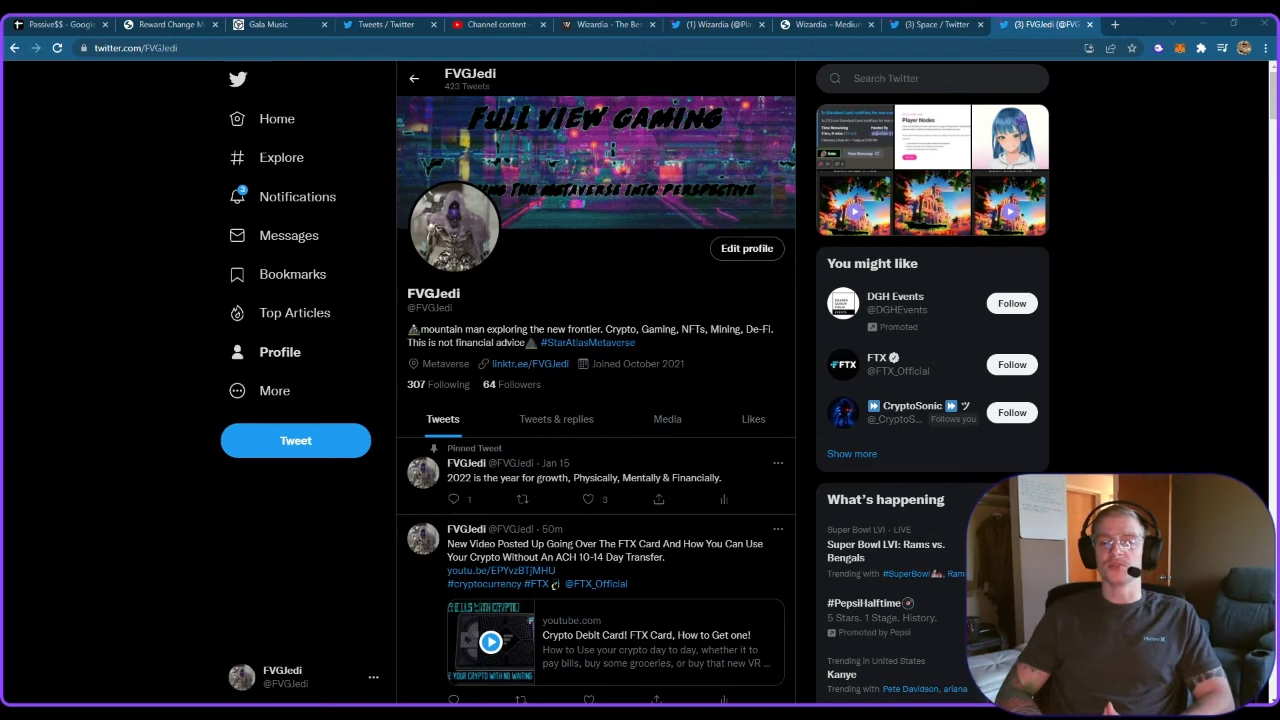 Passive$$ - Google
Reward Change M
Gala Music
Tweets / Twitter
Channel content -
Wizardia - The Be
(1) Wizardia (@Pla
Wizardia – Medium
(3) Space / Twitter
(3) FVGJedi (@FVG
twitter.com/FVGJedi
FVGJedi
423 Tweets
FULL VIEW GAMING
THE METAVERSE INTO PERSPECTIVE
Edit profile
FVGJedi
@FVGJedi
mountain man exploring the new frontier. Crypto, Gaming, NFTs, Mining, De-Fi.
This is not financial advice #StarAtlasMetaverse
Metaverse linktr.ee/FVGJedi Joined October 2021
307 Following 64 Followers
Tweets Tweets & replies Media Likes
Pinned Tweet
FVGJedi @FVGJedi · Jan 15
2022 is the year for growth, Physically, Mentally & Financially.
1 3
FVGJedi @FVGJedi · 50m
New Video Posted Up Going Over The FTX Card And How You Can Use
Your Crypto Without An ACH 10-14 Day Transfer.
youtu.be/EPYvzBTjMHU
#cryptocurrency #FTX @FTX_Official
youtube.com
Crypto Debit Card! FTX Card, How to Get one!
How to Use your crypto day to day, whether it to
pay bills, buy some groceries, or buy that new VR ...
Home
Explore
3
Notifications
Messages
Bookmarks
Top Articles
Profile
More
Tweet
FVGJedi
@FVGJedi
Search Twitter
Player Nodes
You might like
DGH Events
@DGHEvents
Promoted
Follow
FTX
FTX
@FTX_Official
Follow
CryptoSonic
@_CryptoS... Follows you
Follow
Show more
What's happening
Super Bowl LVI · LIVE
Super Bowl LVI: Rams vs.
Bengals
Trending with #SuperBowl, Ram
#PepsiHalftime
5 Stars. 1 Stage. History.
Promoted by Pepsi
Trending in United States
Kanye
Trending with Pete Davidson, ariana